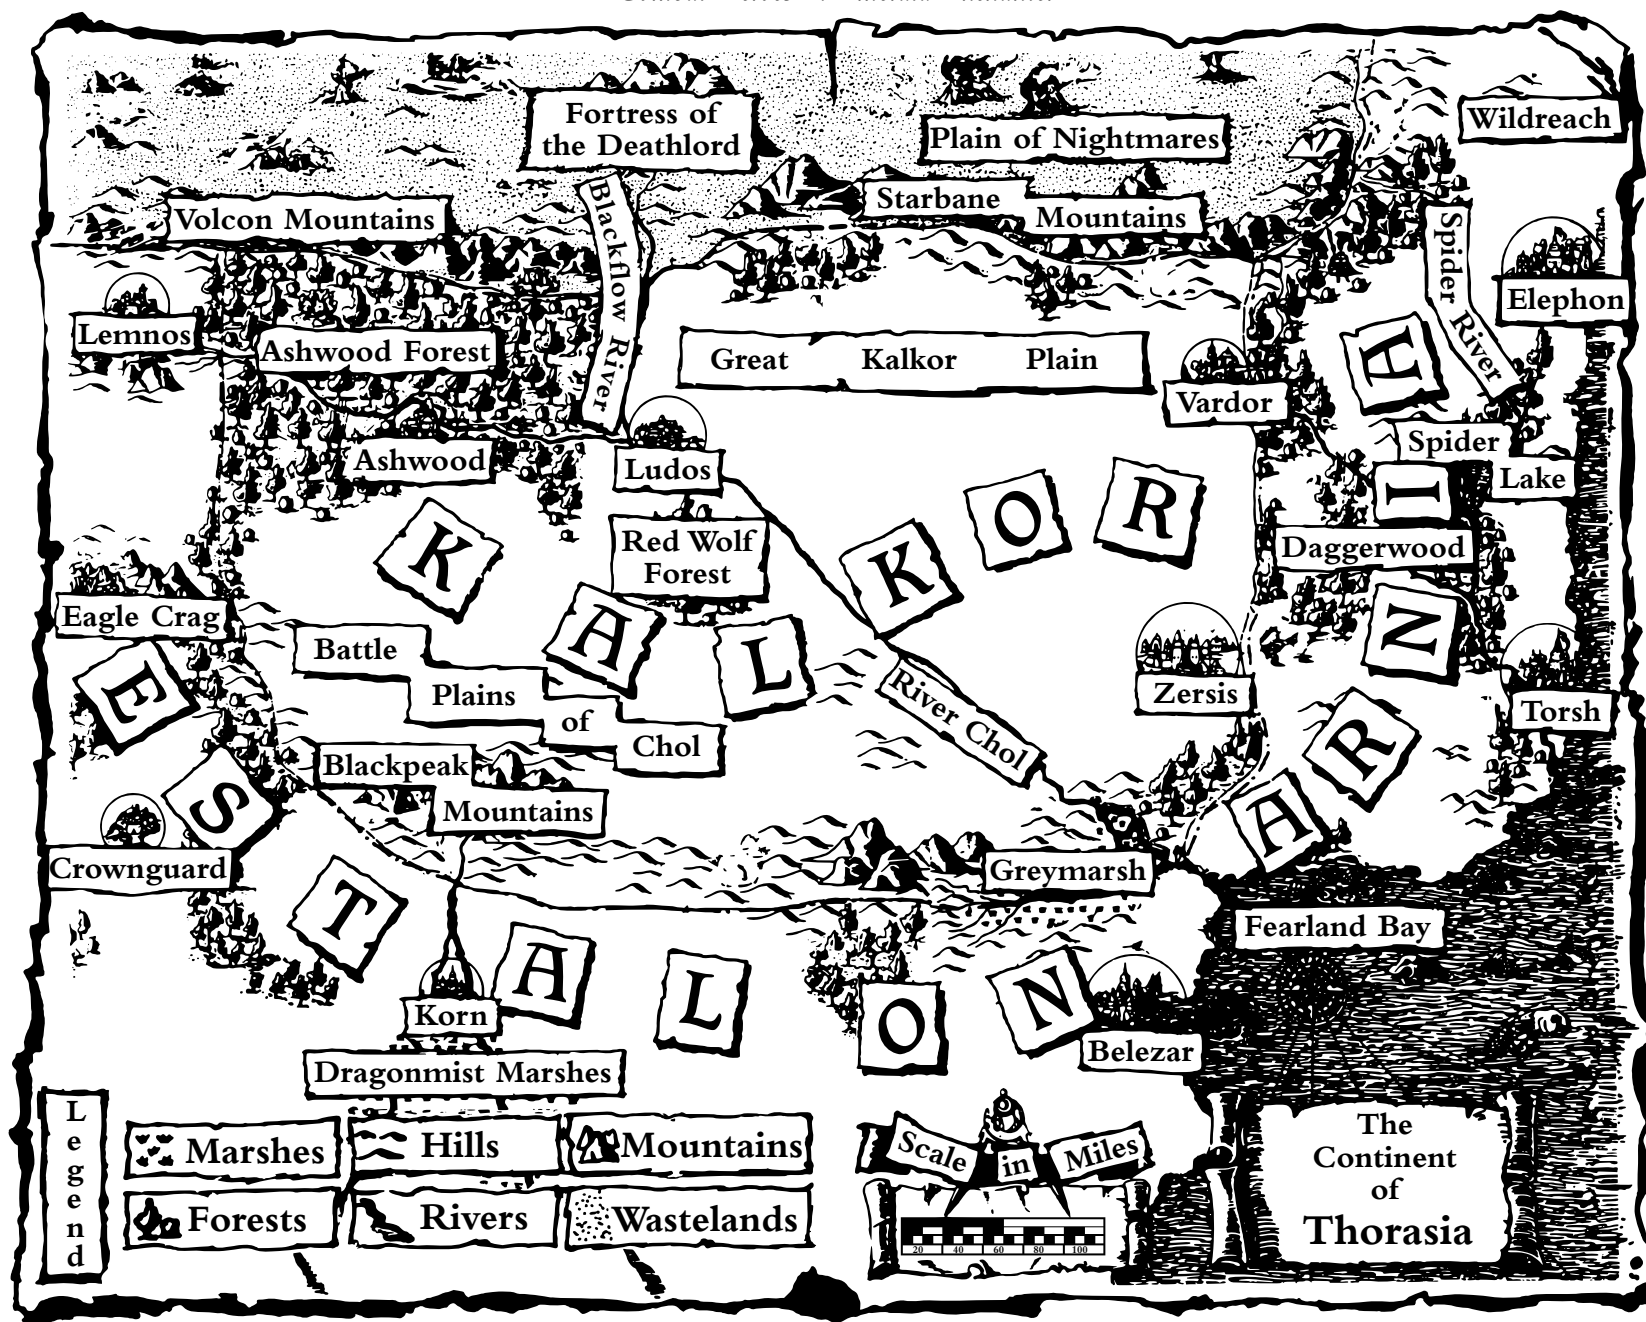 Fortress of
the Deathlord
Plain of Nightmares
Wildreach
Volcon Mountains
Blackflow River
Starbane
Mountains
Spider River
Elephon
Lemnos
Ashwood Forest
Great Kalkor Plain
Vardor
HINARN
Ashwood
Ludos
Spider
Lake
KALKOR
Red Wolf
Forest
Daggerwood
Eagle Crag
Battle
Plains
of
Chol
River Chol
Zersis
Torsh
Blackpeak
Mountains
ESTALON
Crownguard
Greymarsh
Fearland Bay
Korn
Belezar
Dragonmist Marshes
Legend
Marshes
Hills
Mountains
Forests
Rivers
Wastelands
Scale in Miles
20 40 60 80 100
The
Continent
of
Thorasia